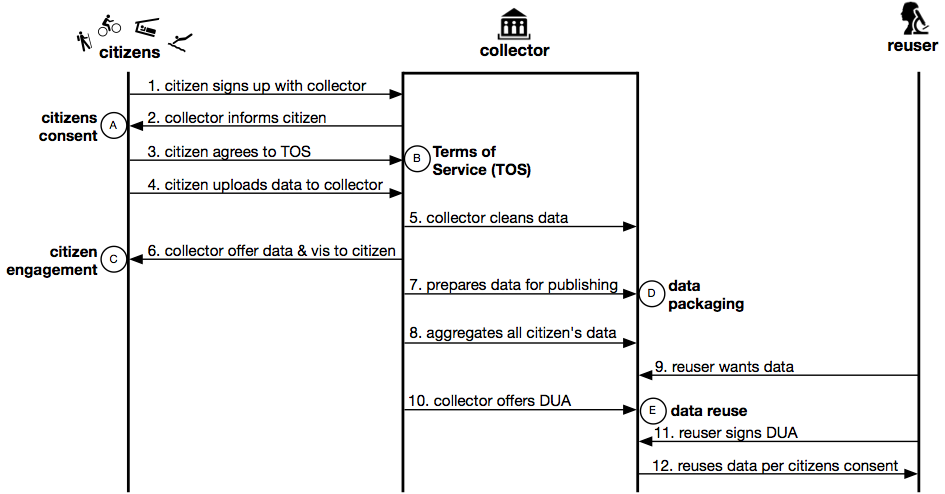 citizens
collector
reuser
1. citizen signs up with collector
citizens
consent
A
2. collector informs citizen
3. citizen agrees to TOS
B
Terms of
Service (TOS)
4. citizen uploads data to collector
5. collector cleans data
citizen
engagement
C
6. collector offer data & vis to citizen
7. prepares data for publishing
D
data
packaging
8. aggregates all citizen's data
9. reuser wants data
10. collector offers DUA
E
data reuse
11. reuser signs DUA
12. reuses data per citizens consent